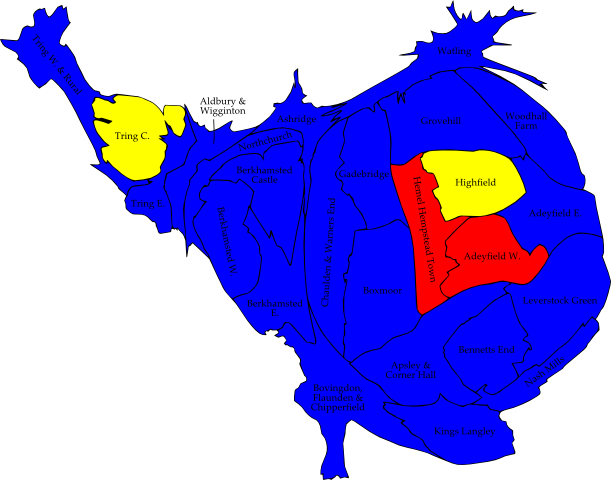 Tring W. & Rural
Watling
Aldbury &
Wigginton
Ashridge
Grovehill
Woodhall
Farm
Tring C.
Northchurch
Berkhamsted
Castle
Gadebridge
Highfield
Tring E.
Adeyfield E.
Berkhamsted W.
Chaulden & Warners End
Hemel Hempstead Town
Adeyfield W.
Boxmoor
Leverstock Green
Berkhamsted
E.
Bennetts End
Nash Mills
Apsley &
Corner Hall
Bovingdon,
Flaunden &
Chipperfield
Kings Langley